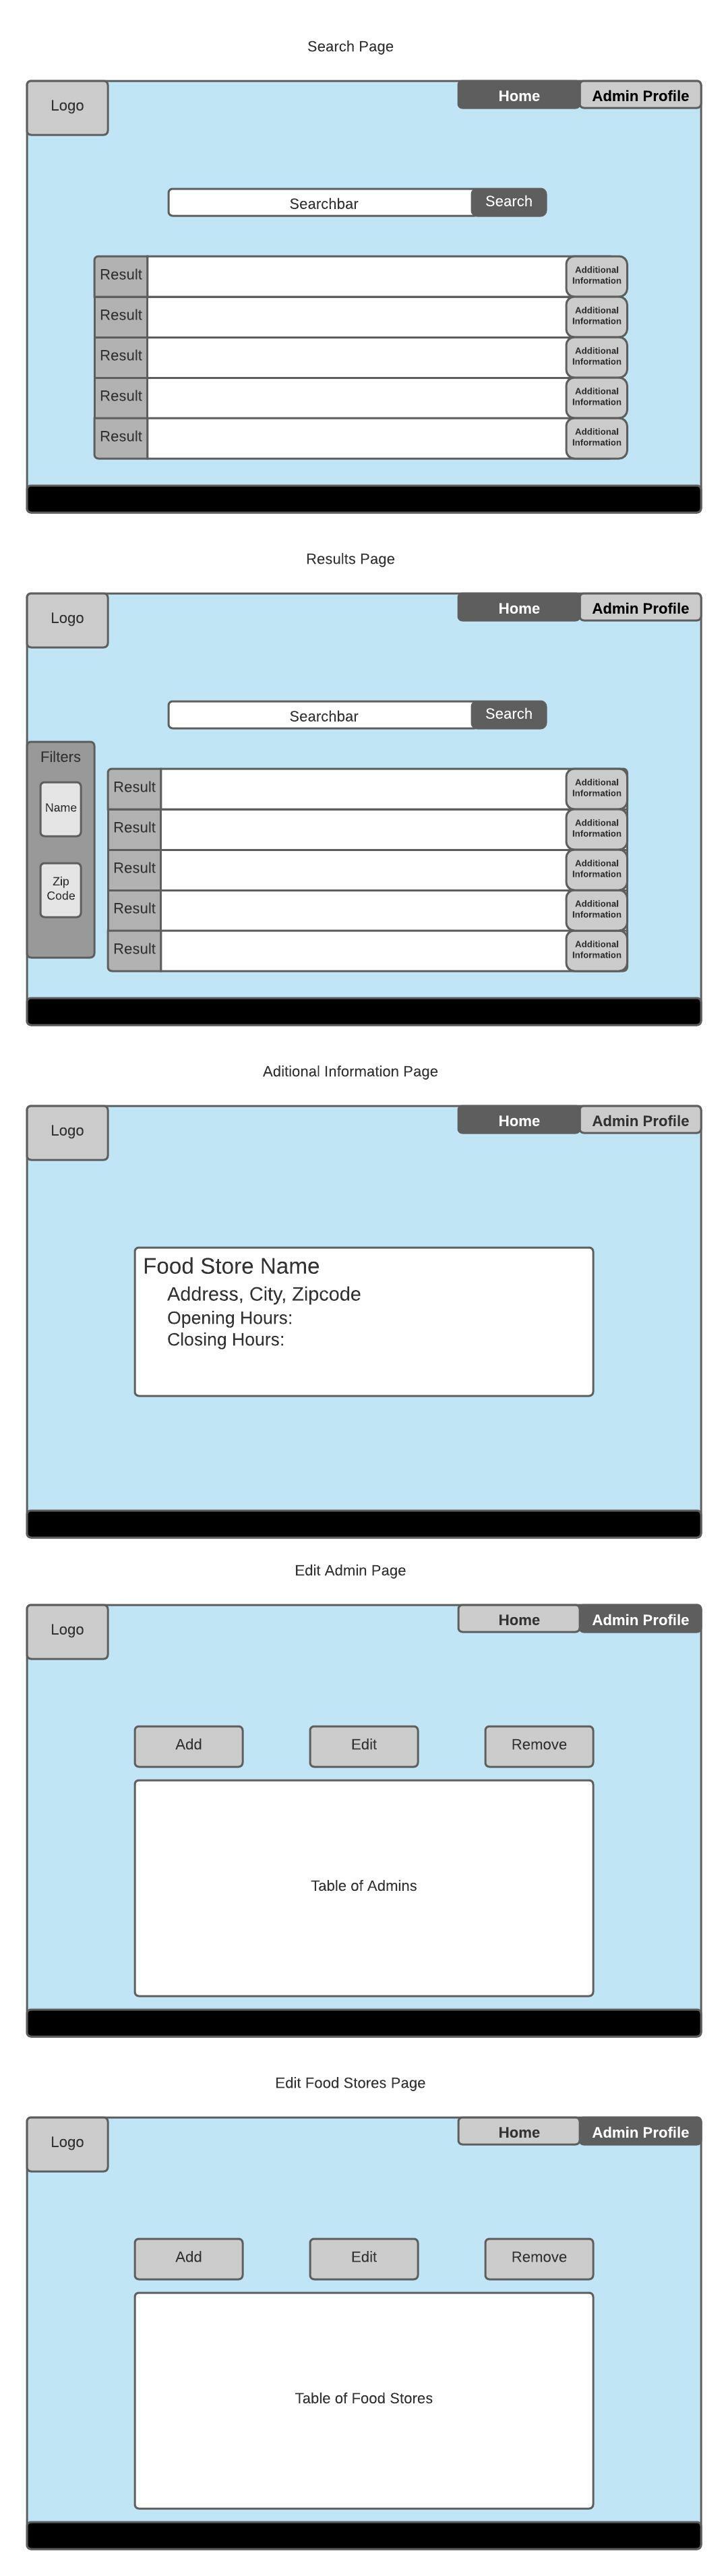 Search Page
Logo
Home
Admin Profile
Searchbar
Search
Result
Additional
Information
Result
Additional
Information
Result
Additional
Information
Result
Additional
Information
Result
Additional
Information
Results Page
Logo
Home
Admin Profile
Searchbar
Search
Filters
Name
Zip
Code
Result
Additional
Information
Result
Additional
Information
Result
Additional
Information
Result
Additional
Information
Result
Additional
Information
Aditional Information Page
Logo
Home
Admin Profile
Food Store Name
Address, City, Zipcode
Opening Hours:
Closing Hours:
Edit Admin Page
Logo
Home
Admin Profile
Add
Edit
Remove
Table of Admins
Edit Food Stores Page
Logo
Home
Admin Profile
Add
Edit
Remove
Table of Food Stores